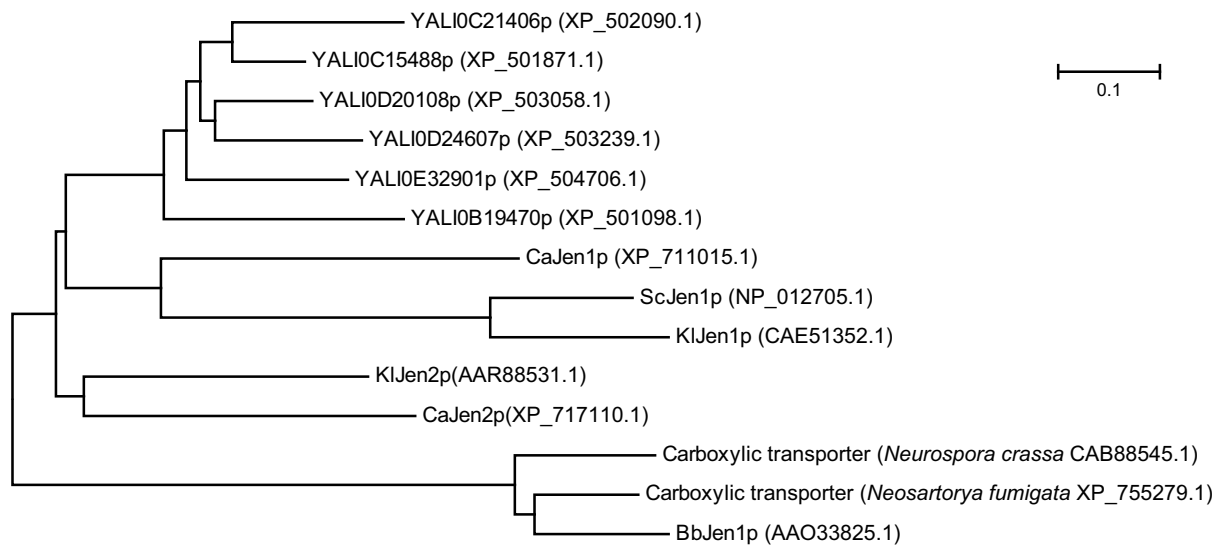 YALI0C21406p (XP_502090.1)
YALI0C15488p (XP_501871.1)
0.1
YALI0D20108p (XP_503058.1)
YALI0D24607p (XP_503239.1)
YALI0E32901p (XP_504706.1)
YALI0B19470p (XP_501098.1)
CaJen1p (XP_711015.1)
ScJen1p (NP_012705.1)
KlJen1p (CAE51352.1)
KlJen2p(AAR88531.1)
CaJen2p(XP_717110.1)
Carboxylic transporter (Neurospora crassa CAB88545.1)
Carboxylic transporter (Neosartorya fumigata XP_755279.1)
BbJen1p (AAO33825.1)